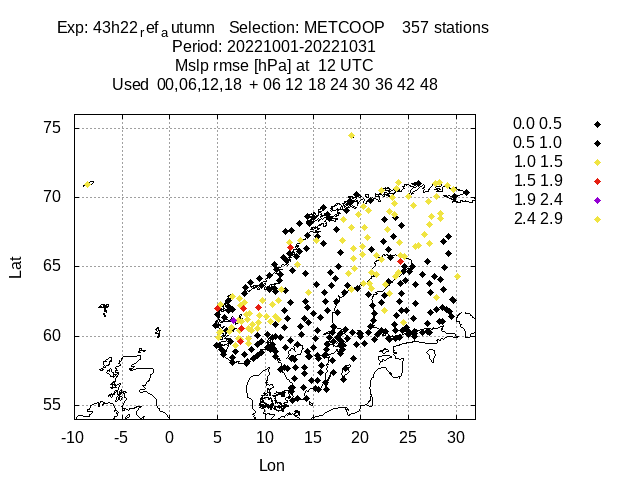 Exp: 43h22refautumn Selection: METCOOP 357 stations
Period: 20221001-20221031
Mslp rmse [hPa] at 12 UTC
Used 00,06,12,18 + 06 12 18 24 30 36 42 48
0.0 0.5
0.5 1.0
1.0 1.5
1.5 1.9
1.9 2.4
2.4 2.9
75
70
65
60
55
Lat
-10 -5 0 5 10 15 20 25 30
Lon